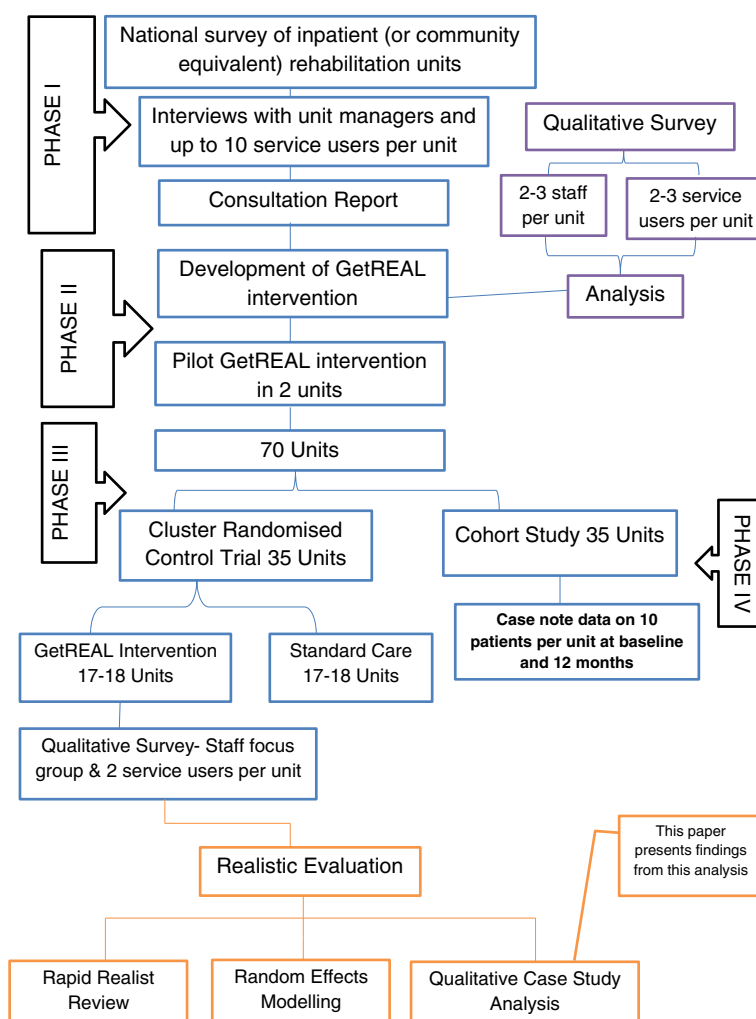 National survey of inpatient (or community
equivalent) rehabilitation units
PHASE I
Interviews with unit managers and
up to 10 service users per unit
Qualitative Survey
2-3 staff
per unit
2-3 service
users per unit
Consultation Report
Analysis
PHASE II
Development of GetREAL
intervention
Pilot GetREAL intervention
in 2 units
PHASE III
70 Units
Cluster Randomised
Control Trial 35 Units
Cohort Study 35 Units
PHASE IV
Case note data on 10
patients per unit at baseline
and 12 months
GetREAL Intervention
17-18 Units
Standard Care
17-18 Units
Qualitative Survey- Staff focus
group & 2 service users per unit
Realistic Evaluation
This paper
presents findings
from this analysis
Rapid Realist
Review
Random Effects
Modelling
Qualitative Case Study
Analysis